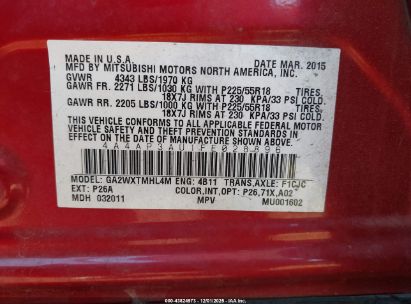 MADE IN U.S.A. DATE MAR. 2015
MFD BY MITSUBISHI MOTORS NORTH AMERICA, INC.
GVWR 4343 LBS/1970 KG
GAWR FR. 2271 LBS/1030 KG WITH P225/55R18 TIRES,
18X7J RIMS AT 230 KPA/33 PSI COLD.
GAWR RR. 2205 LBS/1000 KG WITH P225/55R18 TIRES,
18X7J RIMS AT 230 KPA/33 PSI COLD.
THIS VEHICLE CONFORMS TO ALL APPLICABLE FEDERAL
MOTOR VEHICLE SAFETY AND THEFT PREVENTION
STANDARDS IN EFFECT ON THE DATE OF MANUFACTURE
SHOWN ABOVE.
4A4AP3AU1FE028896
MODEL: GA2WXTMHL4M ENG: 4B11 TRANS,AXLE: F1CJC
EXT: P26A COLOR,INT,OPT: P26,71X,A02
MDH 032011 MPV MU001602